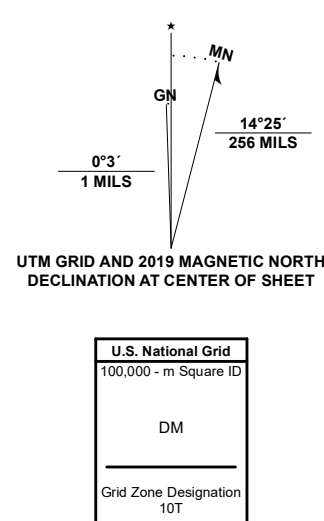 ★
MN
GN
14°25´
256 MILS
0°3´
1 MILS
UTM GRID AND 2019 MAGNETIC NORTH
DECLINATION AT CENTER OF SHEET
U.S. National Grid
100,000 - m Square ID
DM
Grid Zone Designation
10T